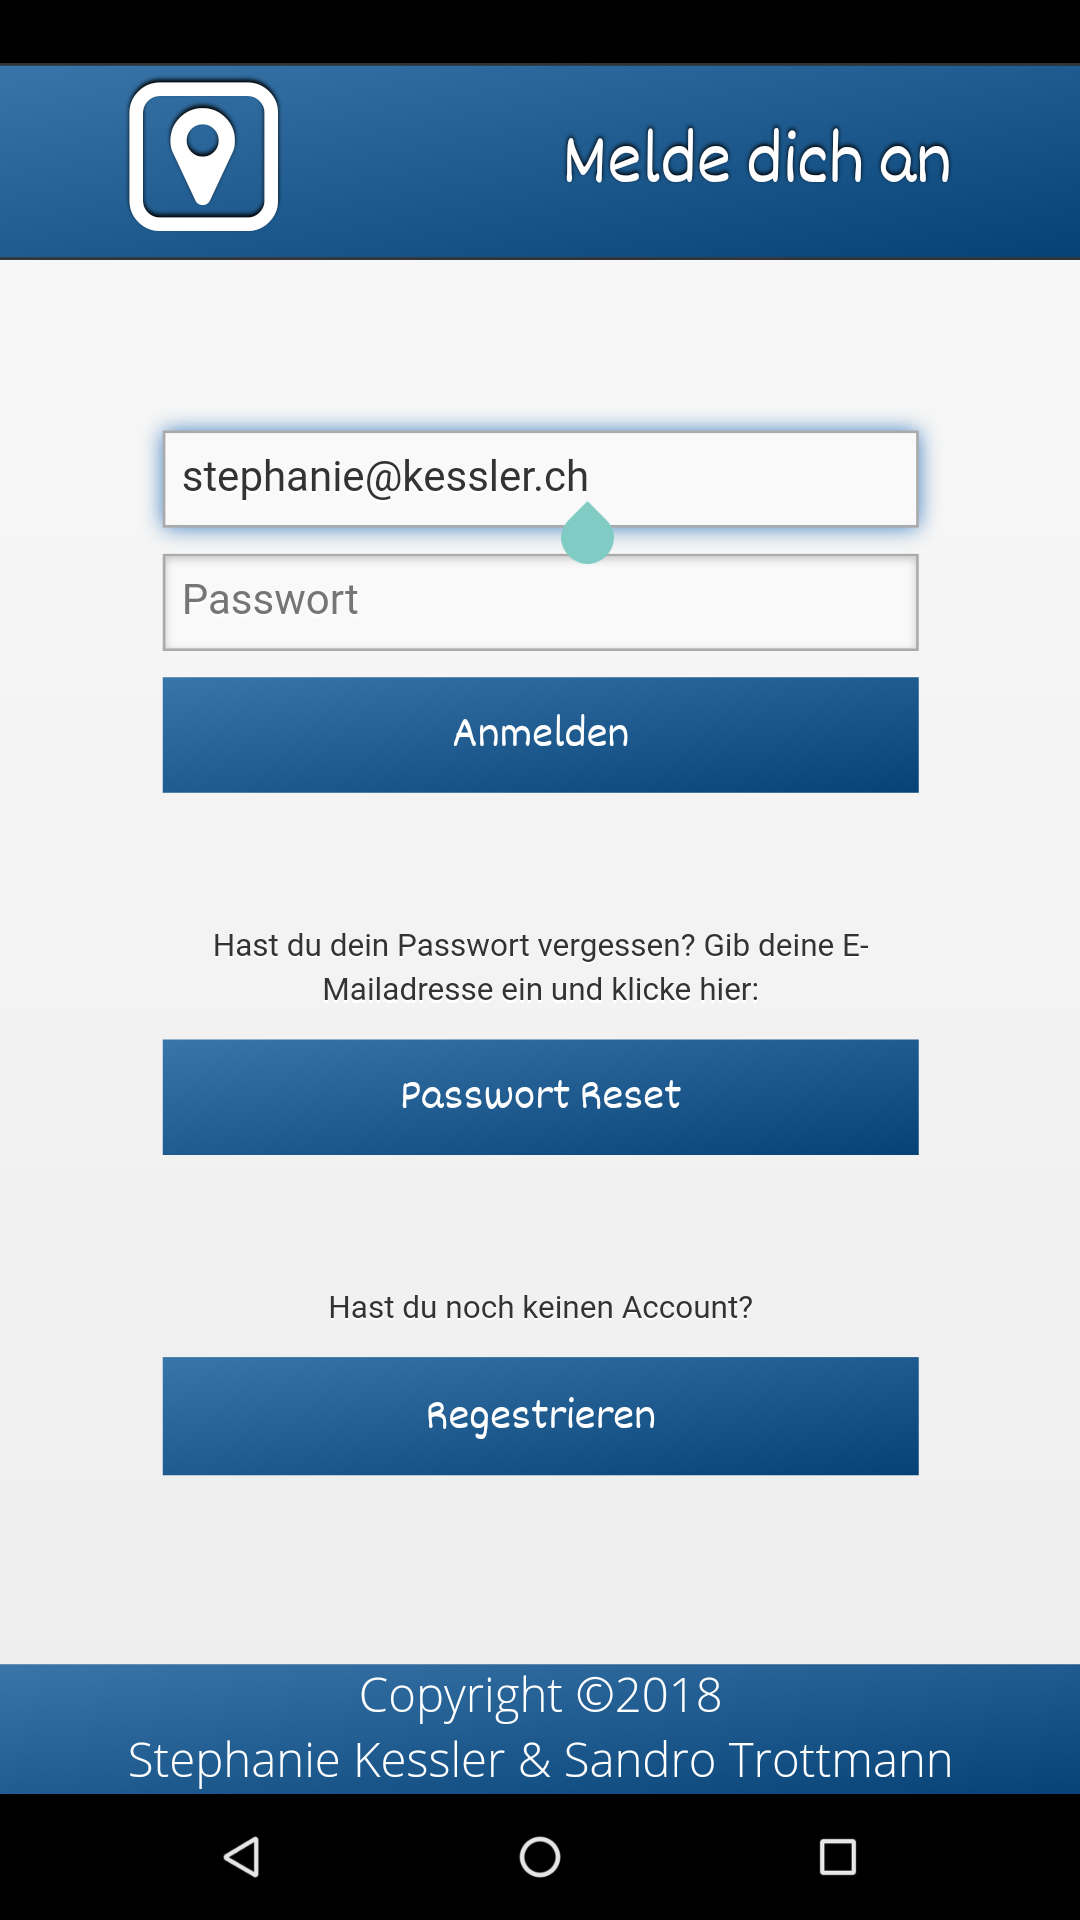 Melde dich an
stephanie@kessler.ch
Passwort
Anmelden
Hast du dein Passwort vergessen? Gib deine E-
Mailadresse ein und klicke hier:
Passwort Reset
Hast du noch keinen Account?
Regestrieren
Copyright ©2018
Stephanie Kessler & Sandro Trottmann